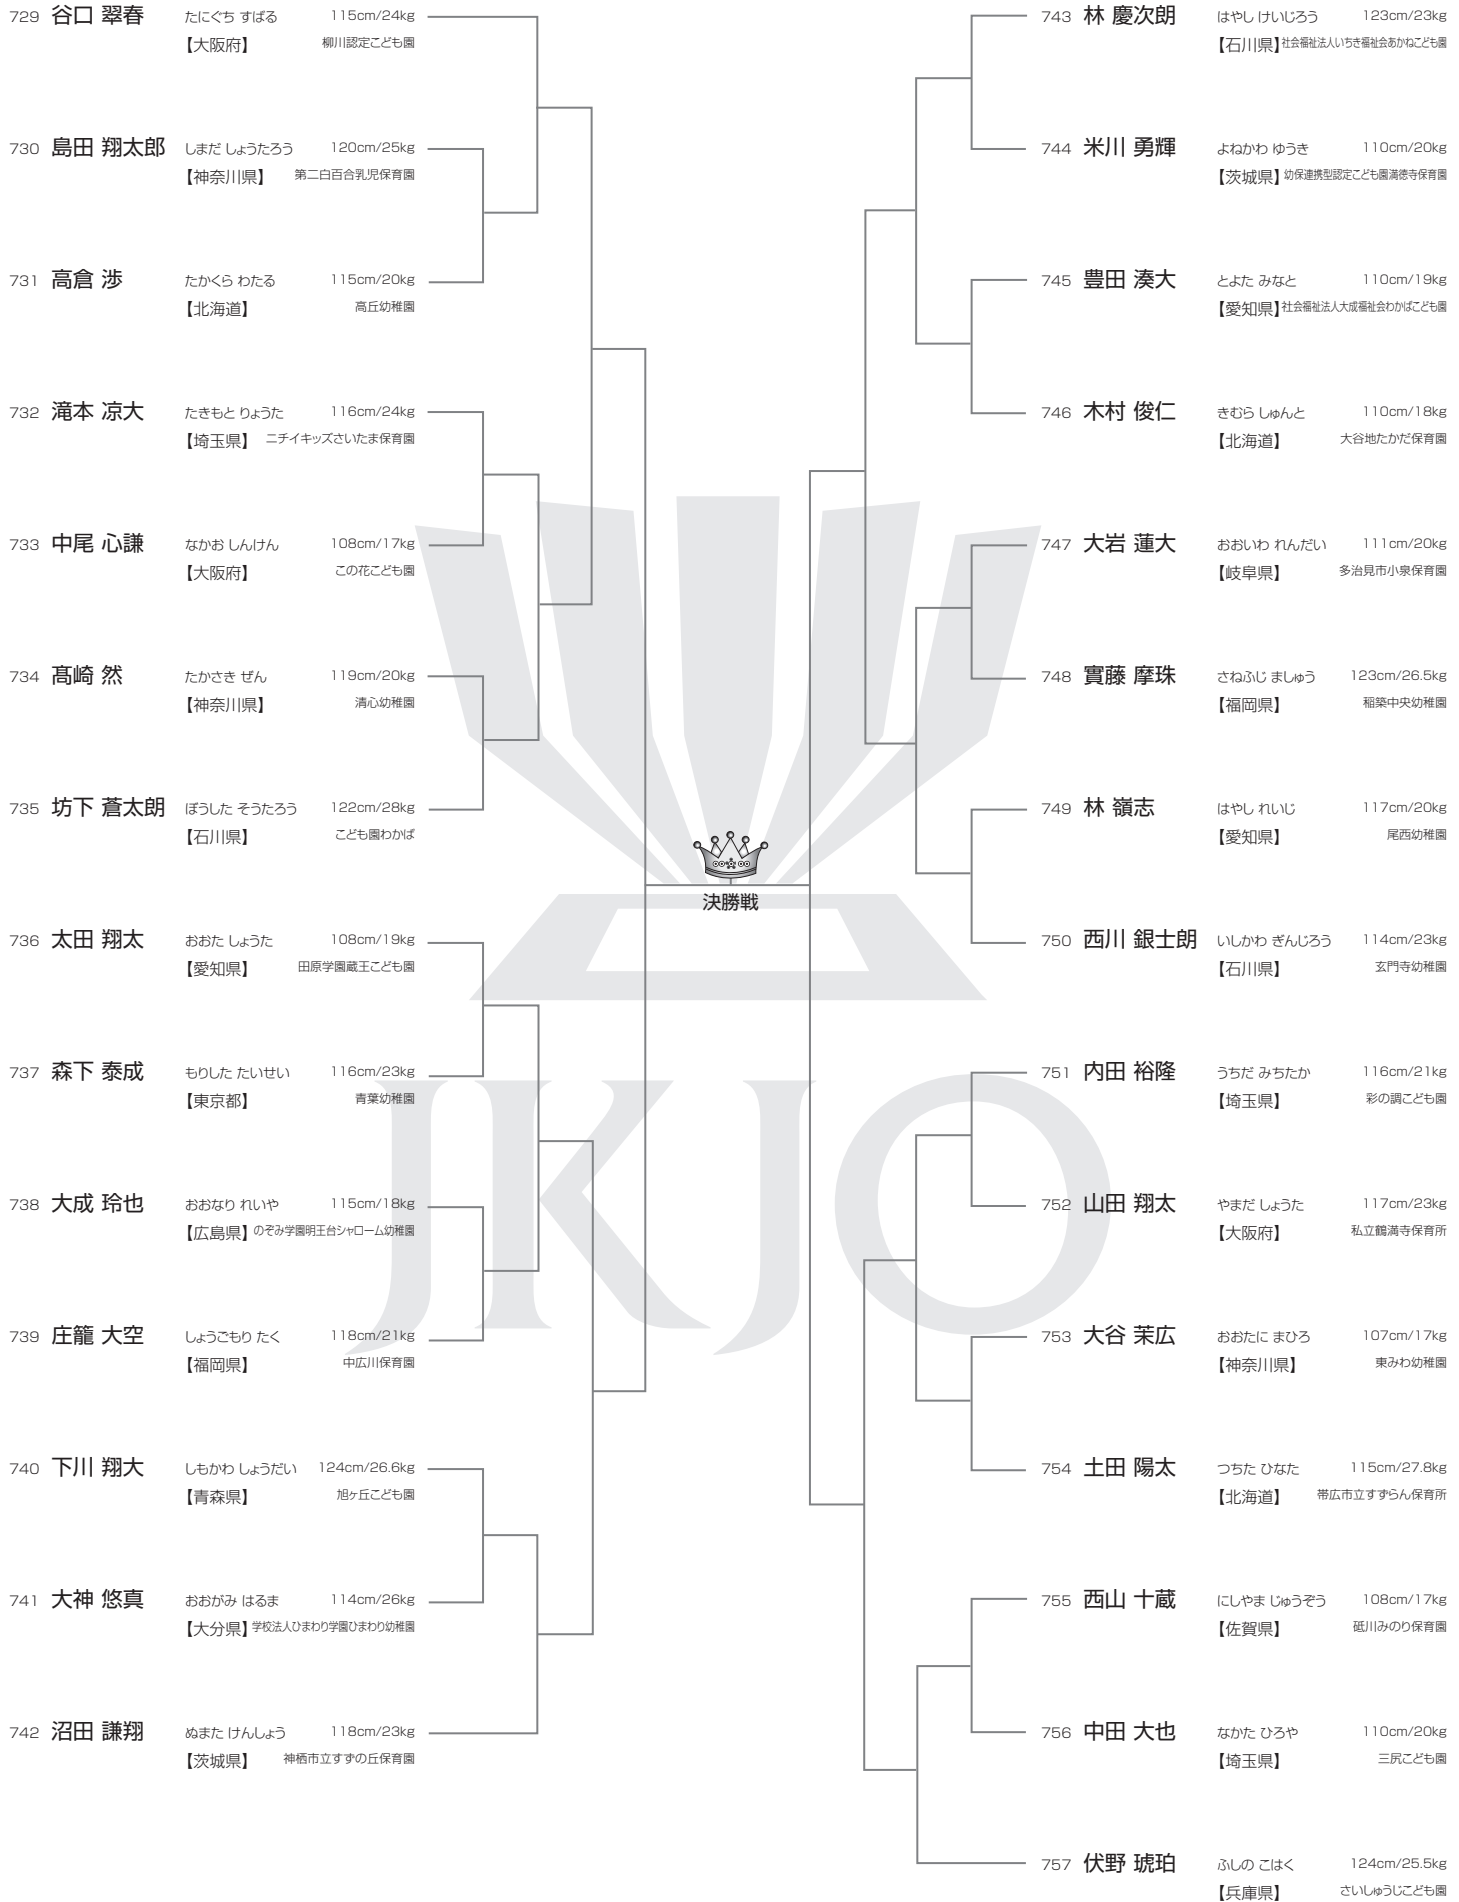 729 谷口 翠春 たにぐち すばる 115cm/24kg
【大阪府】 柳川認定こども園
730 島田 翔太郎 しまだ しょうたろう 120cm/25kg
【神奈川県】 第二白百合乳児保育園
731 高倉 渉 たかくら わたる 115cm/20kg
【北海道】 高丘幼稚園
732 滝本 凉大 たきもと りょうた 116cm/24kg
【埼玉県】 ニチイキッズさいたま保育園
733 中尾 心謙 なかお しんけん 108cm/17kg
【大阪府】 この花こども園
734 髙崎 然 たかさき ぜん 119cm/20kg
【神奈川県】 清心幼稚園
735 坊下 蒼太朗 ぼうした そうたろう 122cm/28kg
【石川県】 こども園わかば
736 太田 翔太 おおた しょうた 108cm/19kg
【愛知県】 田原学園蔵王こども園
737 森下 泰成 もりした たいせい 116cm/23kg
【東京都】 青葉幼稚園
738 大成 玲也 おおなり れいや 115cm/18kg
【広島県】 のぞみ学園明王台シャローム幼稚園
739 庄籠 大空 しょうごもり たく 118cm/21kg
【福岡県】 中広川保育園
740 下川 翔大 しもかわ しょうだい 124cm/26.6kg
【青森県】 旭ヶ丘こども園
741 大神 悠真 おおがみ はるま 114cm/26kg
【大分県】 学校法人ひまわり学園ひまわり幼稚園
742 沼田 謙翔 ぬまた けんしょう 118cm/23kg
【茨城県】 神栖市立すずの丘保育園
決勝戦
JKJO
743 林 慶次朗 はやし けいじろう 123cm/23kg
【石川県】 社会福祉法人いちき福祉会あかねこども園
744 米川 勇輝 よねかわ ゆうき 110cm/20kg
【茨城県】 幼保連携型認定こども園満徳寺保育園
745 豊田 湊大 とよた みなと 110cm/19kg
【愛知県】 社会福祉法人大成福祉会わかばこども園
746 木村 俊仁 きむら しゅんと 110cm/18kg
【北海道】 大谷地たかだ保育園
747 大岩 蓮大 おおいわ れんだい 111cm/20kg
【岐阜県】 多治見市小泉保育園
748 實藤 摩珠 さねふじ ましゅう 123cm/26.5kg
【福岡県】 稲築中央幼稚園
749 林 嶺志 はやし れいじ 117cm/20kg
【愛知県】 尾西幼稚園
750 西川 銀士朗 いしかわ ぎんじろう 114cm/23kg
【石川県】 玄門寺幼稚園
751 内田 裕隆 うちだ みちたか 116cm/21kg
【埼玉県】 彩の調こども園
752 山田 翔太 やまだ しょうた 117cm/23kg
【大阪府】 私立鶴満寺保育所
753 大谷 茉広 おおたに まひろ 107cm/17kg
【神奈川県】 東みわ幼稚園
754 土田 陽太 つちた ひなた 115cm/27.8kg
【北海道】 帯広市立すずらん保育所
755 西山 十蔵 にしやま じゅうぞう 108cm/17kg
【佐賀県】 砥川みのり保育園
756 中田 大也 なかた ひろや 110cm/20kg
【埼玉県】 三尻こども園
757 伏野 琥珀 ふしの こはく 124cm/25.5kg
【兵庫県】 さいしゅうじこども園